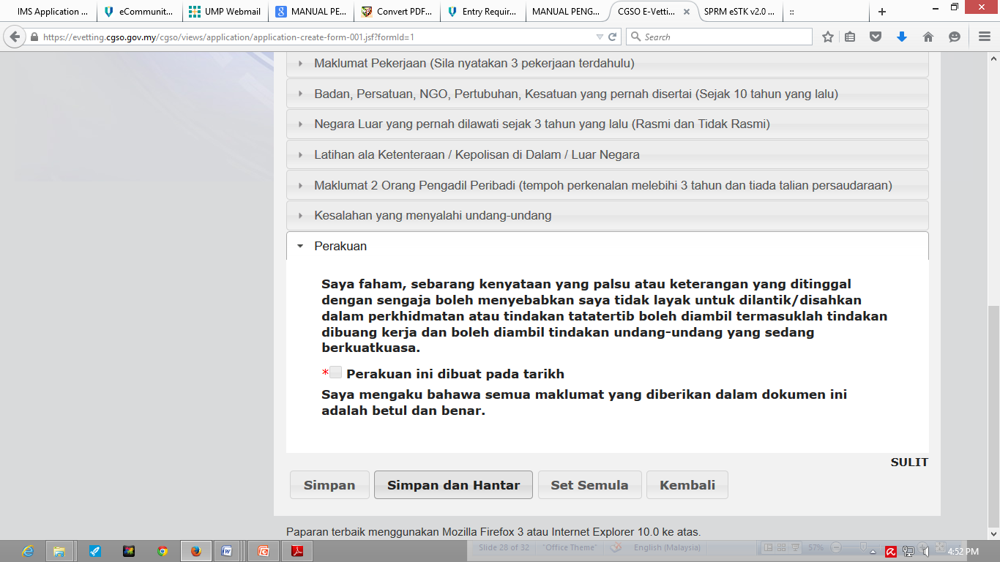 IMS Application ...
eCommunit...
UMP Webmail
MANUAL PE...
Convert PDF...
Entry Requir...
MANUAL PENG...
CGSO E-Vetti...
SPRM eSTK v2.0 ...
::
https://evetting.cgso.gov.my/cgso/views/application/application-create-form-001.jsf?formId=1
Search
Maklumat Pekerjaan (Sila nyatakan 3 pekerjaan terdahulu)
Badan, Persatuan, NGO, Pertubuhan, Kesatuan yang pernah disertai (Sejak 10 tahun yang lalu)
Negara Luar yang pernah dilawati sejak 3 tahun yang lalu (Rasmi dan Tidak Rasmi)
Latihan ala Ketenteraan / Kepolisan di Dalam / Luar Negara
Maklumat 2 Orang Pengadil Peribadi (tempoh perkenalan melebihi 3 tahun dan tiada talian persaudaraan)
Kesalahan yang menyalahi undang-undang
Perakuan
Saya faham, sebarang kenyataan yang palsu atau keterangan yang ditinggal
dengan sengaja boleh menyebabkan saya tidak layak untuk dilantik/disahkan
dalam perkhidmatan atau tindakan tatatertib boleh diambil termasuklah tindakan
dibuang kerja dan boleh diambil tindakan undang-undang yang sedang
berkuatkuasa.
* Perakuan ini dibuat pada tarikh
Saya mengaku bahawa semua maklumat yang diberikan dalam dokumen ini
adalah betul dan benar.
SULIT
Simpan
Simpan dan Hantar
Set Semula
Kembali
Paparan terbaik menggunakan Mozilla Firefox 3 atau Internet Explorer 10.0 ke atas.
Slide 28 of 32
"Office Theme"
English (Malaysia)
57%
4:52 PM